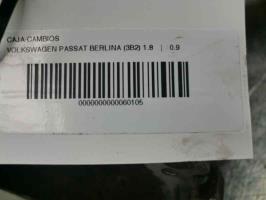 CAJA CAMBIOS
VOLKSWAGEN PASSAT BERLINA (3B2) 1.8 | 0.9
0000000000060105